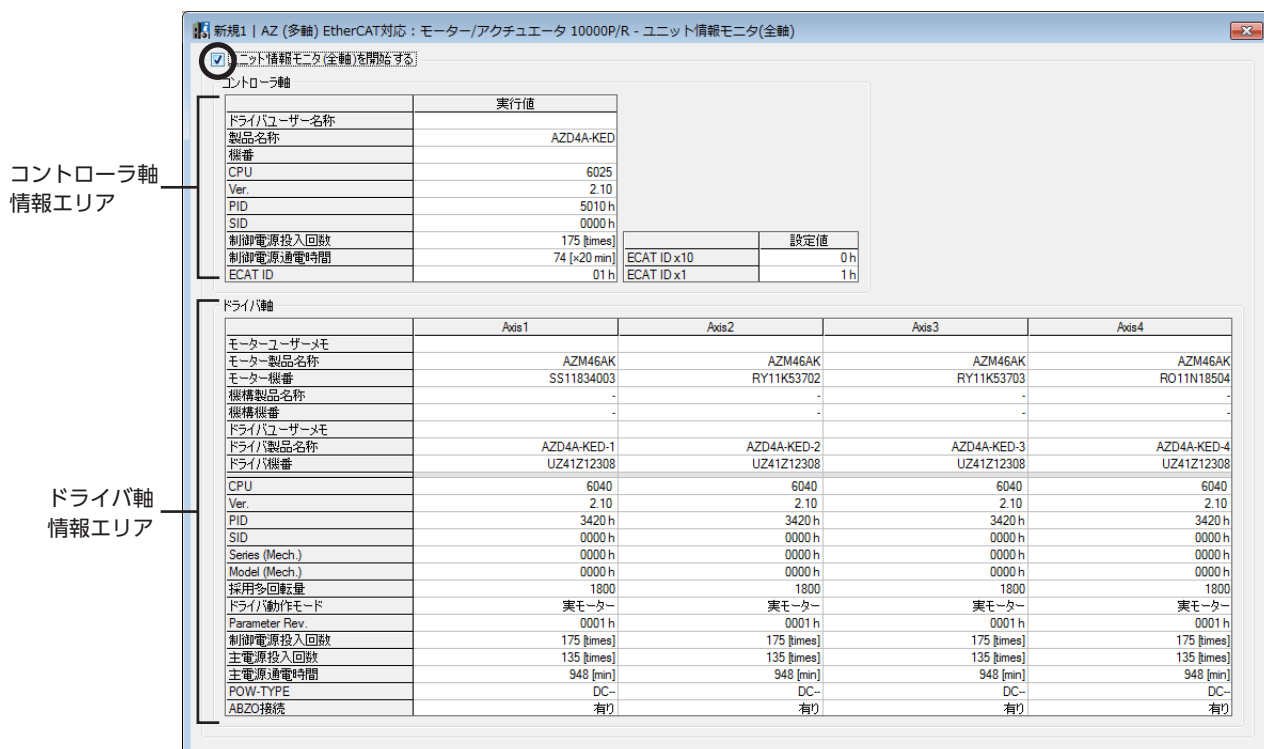 新規1 | AZ (多軸) EtherCAT対応：モーター/アクチュエータ 10000P/R - ユニット情報モニタ(全軸)
ユニット情報モニタ(全軸)を開始する
コントローラ軸
実行値
ドライバユーザー名称
製品名称 AZD4A-KED
機番
CPU 6025
Ver. 2.10
PID 5010 h
SID 0000 h
制御電源投入回数 175 [times]
制御電源通電時間 74 [×20 min]
ECAT ID 01 h
設定値
ECAT ID x10 0 h
ECAT ID x1 1 h
コントローラ軸
情報エリア
ドライバ軸
Axis1 Axis2 Axis3 Axis4
モーターユーザーメモ
モーター製品名称 AZM46AK AZM46AK AZM46AK AZM46AK
モーター機番 SS11834003 RY11K53702 RY11K53703 RO11N18504
機構製品名称 - - - -
機構機番 - - - -
ドライバユーザーメモ
ドライバ製品名称 AZD4A-KED-1 AZD4A-KED-2 AZD4A-KED-3 AZD4A-KED-4
ドライバ機番 UZ41Z12308 UZ41Z12308 UZ41Z12308 UZ41Z12308
CPU 6040 6040 6040 6040
Ver. 2.10 2.10 2.10 2.10
PID 3420 h 3420 h 3420 h 3420 h
SID 0000 h 0000 h 0000 h 0000 h
Series (Mech.) 0000 h 0000 h 0000 h 0000 h
Model (Mech.) 0000 h 0000 h 0000 h 0000 h
採用多回転量 1800 1800 1800 1800
ドライバ動作モード 実モーター 実モーター 実モーター 実モーター
Parameter Rev. 0001 h 0001 h 0001 h 0001 h
制御電源投入回数 175 [times] 175 [times] 175 [times] 175 [times]
主電源投入回数 135 [times] 135 [times] 135 [times] 135 [times]
主電源通電時間 948 [min] 948 [min] 948 [min] 948 [min]
POW-TYPE DC-- DC-- DC-- DC--
ABZO接続 有り 有り 有り 有り
ドライバ軸
情報エリア